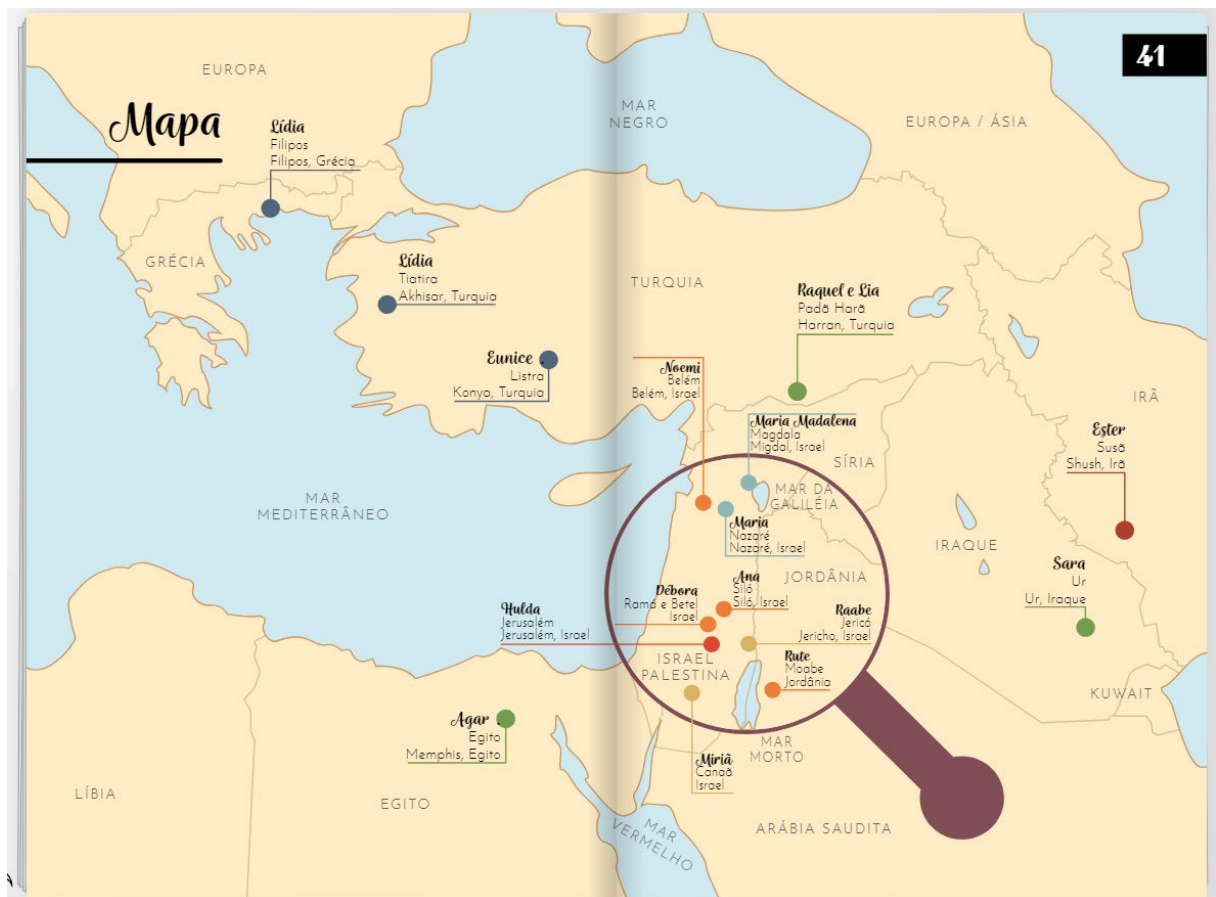 41
Mapa
EUROPA
MAR
NEGRO
EUROPA / ÁSIA
Lídia
Filipos
Filipos, Grécia
GRÉCIA
Lídia
Tiatira
Akhisar, Turquia
TURQUIA
Raquel e Lia
Padã Harã
Harran, Turquia
Eunice
Listra
Konya, Turquia
Noemi
Belém
Belém, Israel
IRÃ
Maria Madalena
Magdala
Migdal, Israel
SÍRIA
Ester
Susã
Shush, Irã
MAR
MEDITERRÂNEO
MAR DA
GALILÉIA
Maria
Nazaré
Nazaré, Israel
IRAQUE
Sara
Ur
Ur, Iraque
Hulda
Jerusalém
Jerusalém, Israel
Débora
Ramá e Betel
Israel
Ana
Siló
Siló, Israel
JORDÂNIA
Raabe
Jericó
Jericho, Israel
ISRAEL
PALESTINA
Rute
Moabe
Jordânia
KUWAIT
Agar
Egito
Memphis, Egito
Miriã
Canaã
Israel
MAR
MORTO
LÍBIA
EGITO
MAR
VERMELHO
ARÁBIA SAUDITA